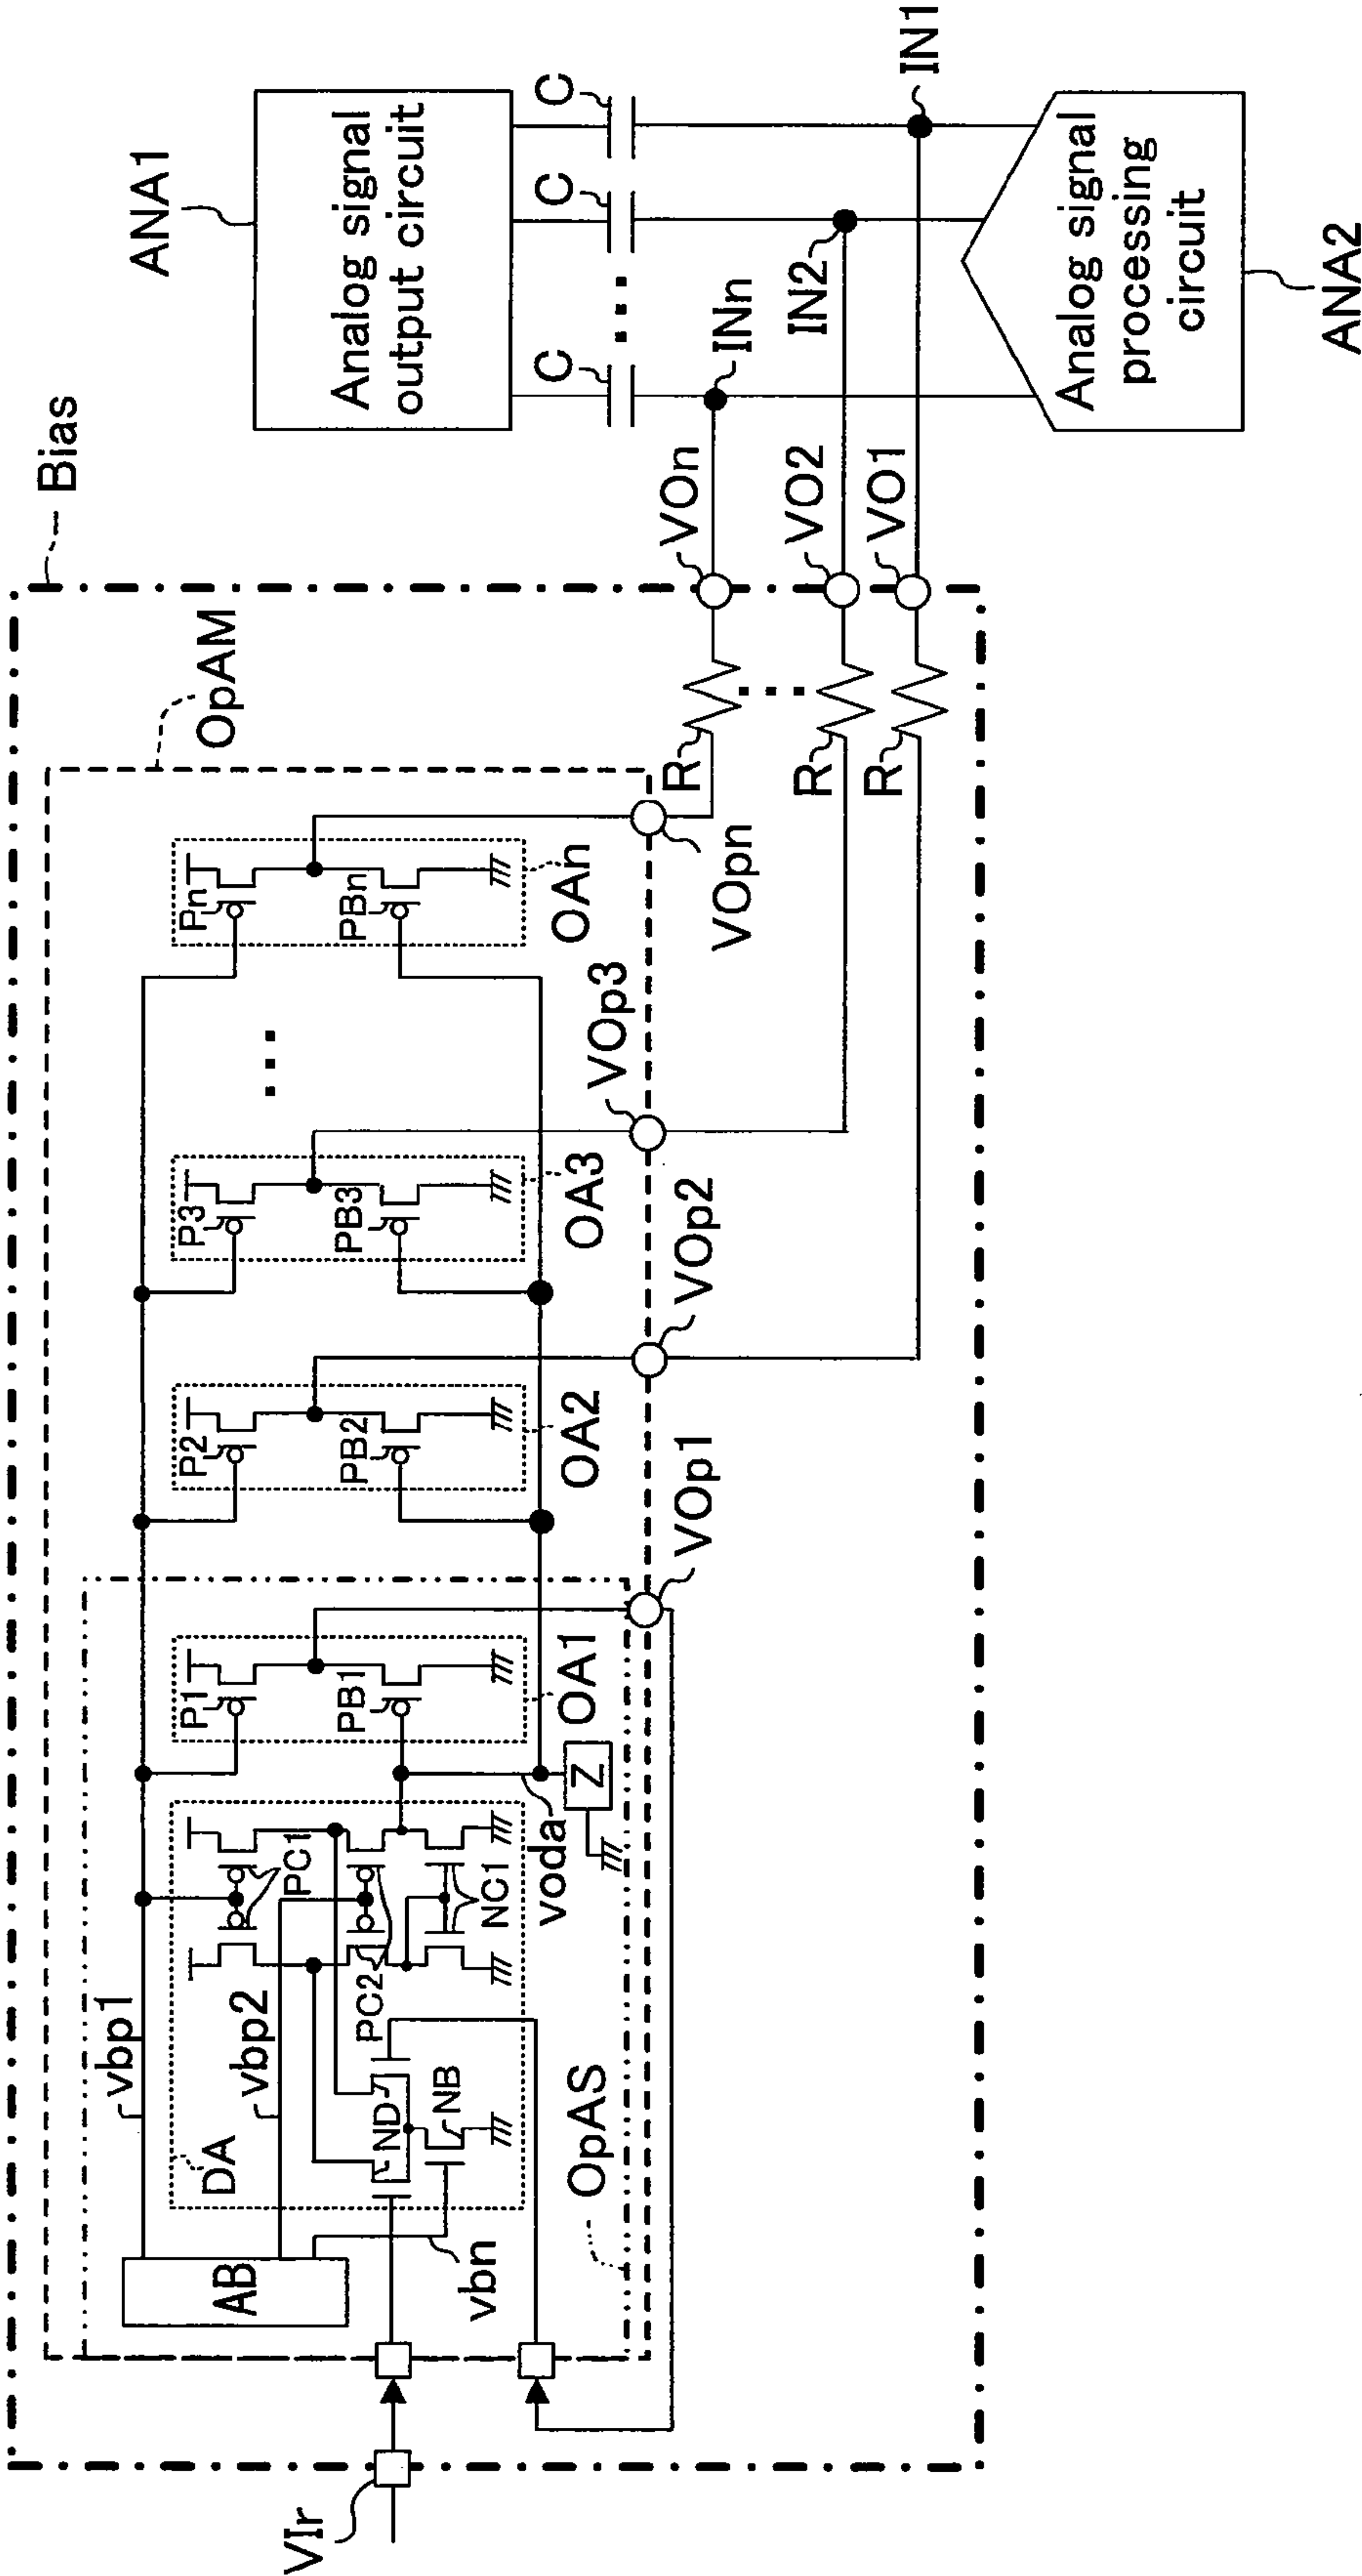 Bias
OpAM
ANA1
Analog signal
output circuit
C
C
C
VIr
AB
vbp1
vbp2
vbn
DA
ND
NB
PC1
PC2
NC1
voda
Z
OpAS
P1
PB1
OA1
VOp1
P2
PB2
OA2
VOp2
P3
PB3
OA3
VOp3
...
Pn
PBn
OAn
VOpn
R
R
R
...
VOn
VO2
VO1
...
INn
IN2
IN1
Analog signal
processing
circuit
ANA2